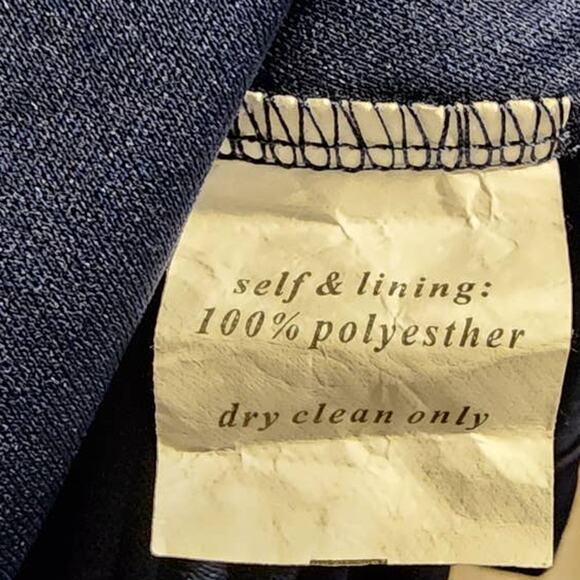 self & lining:
100% polyesther
dry clean only